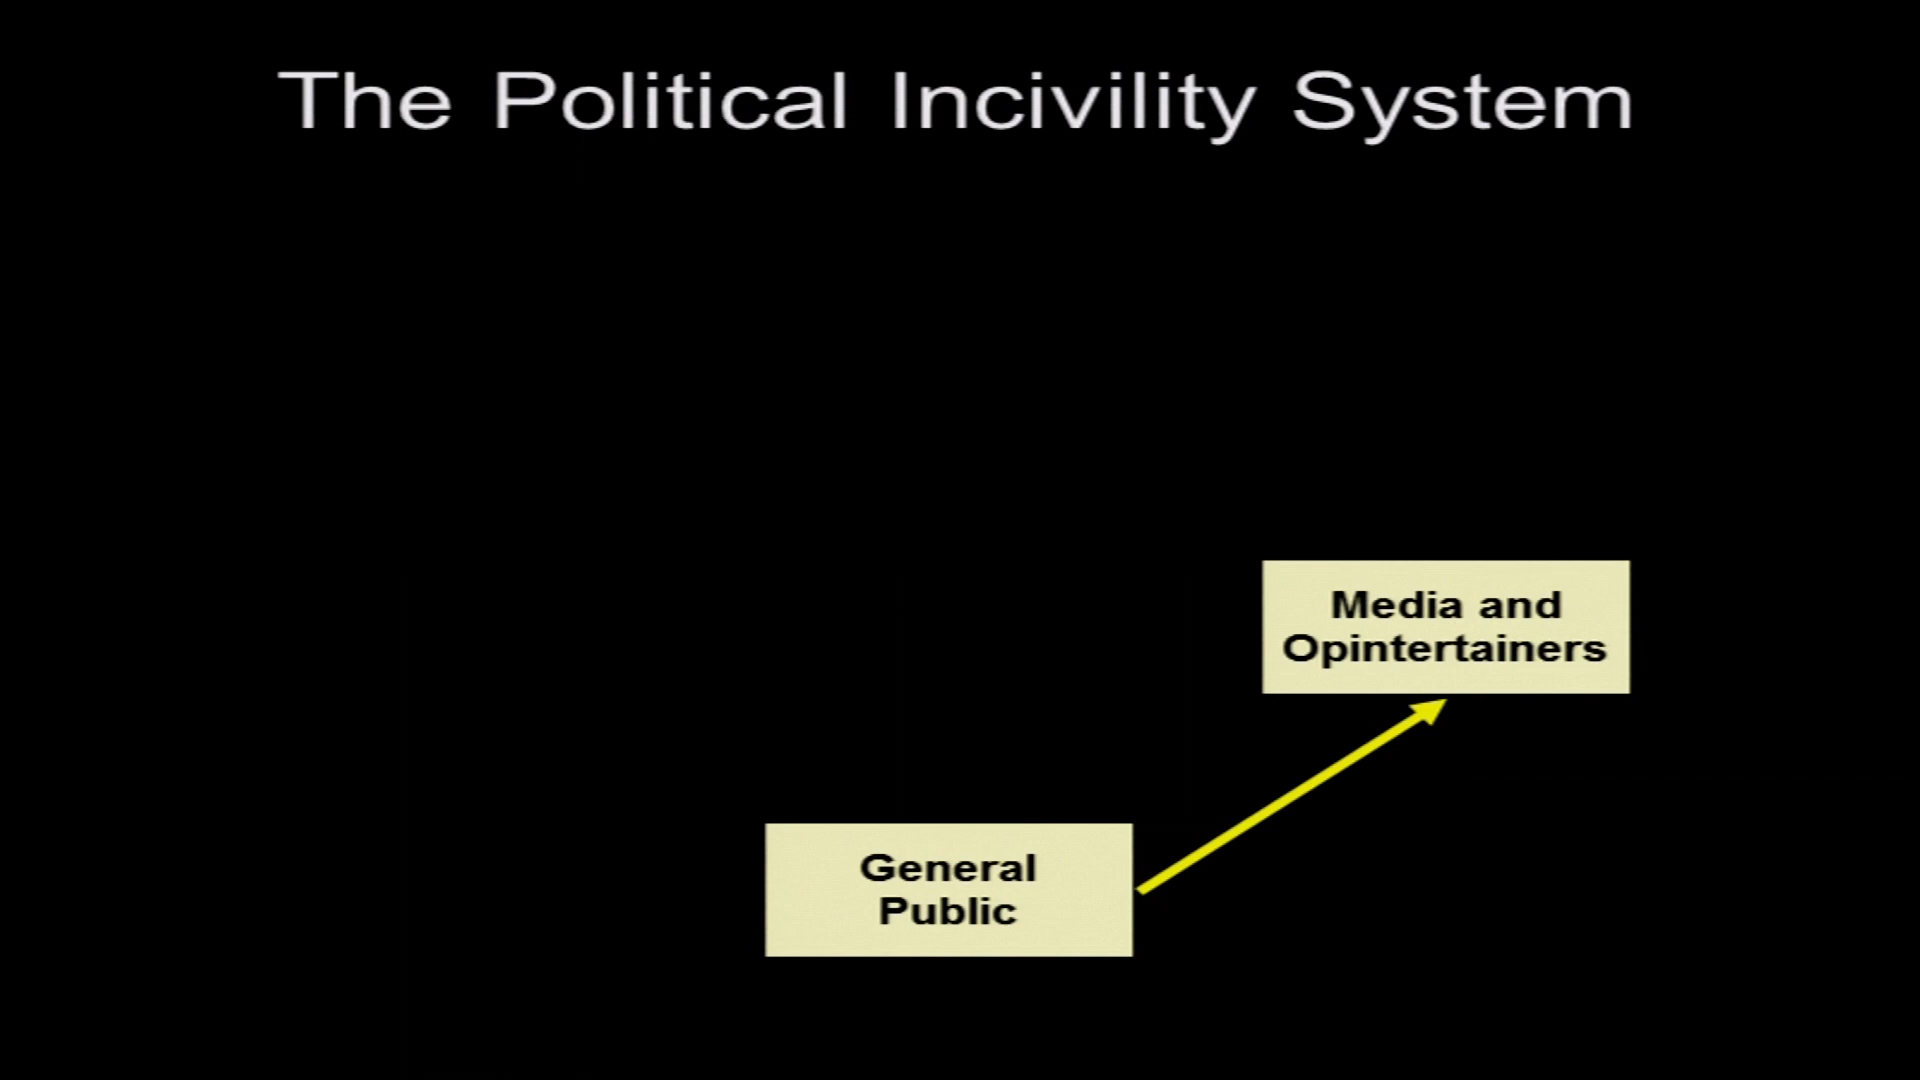 The Political Incivility System
Media and
Opintertainers
General
Public